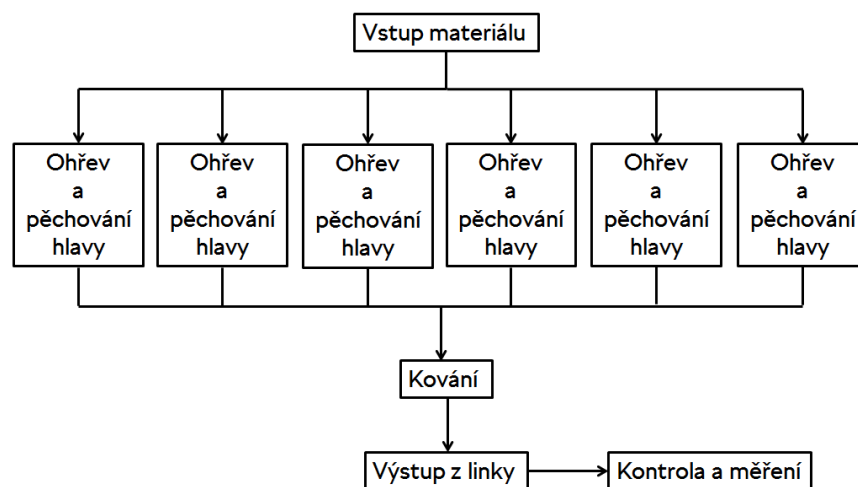 Vstup materiálu
Ohřev
a
pěchování
hlavy
Ohřev
a
pěchování
hlavy
Ohřev
a
pěchování
hlavy
Ohřev
a
pěchování
hlavy
Ohřev
a
pěchování
hlavy
Ohřev
a
pěchování
hlavy
Kování
Výstup z linky
Kontrola a měření